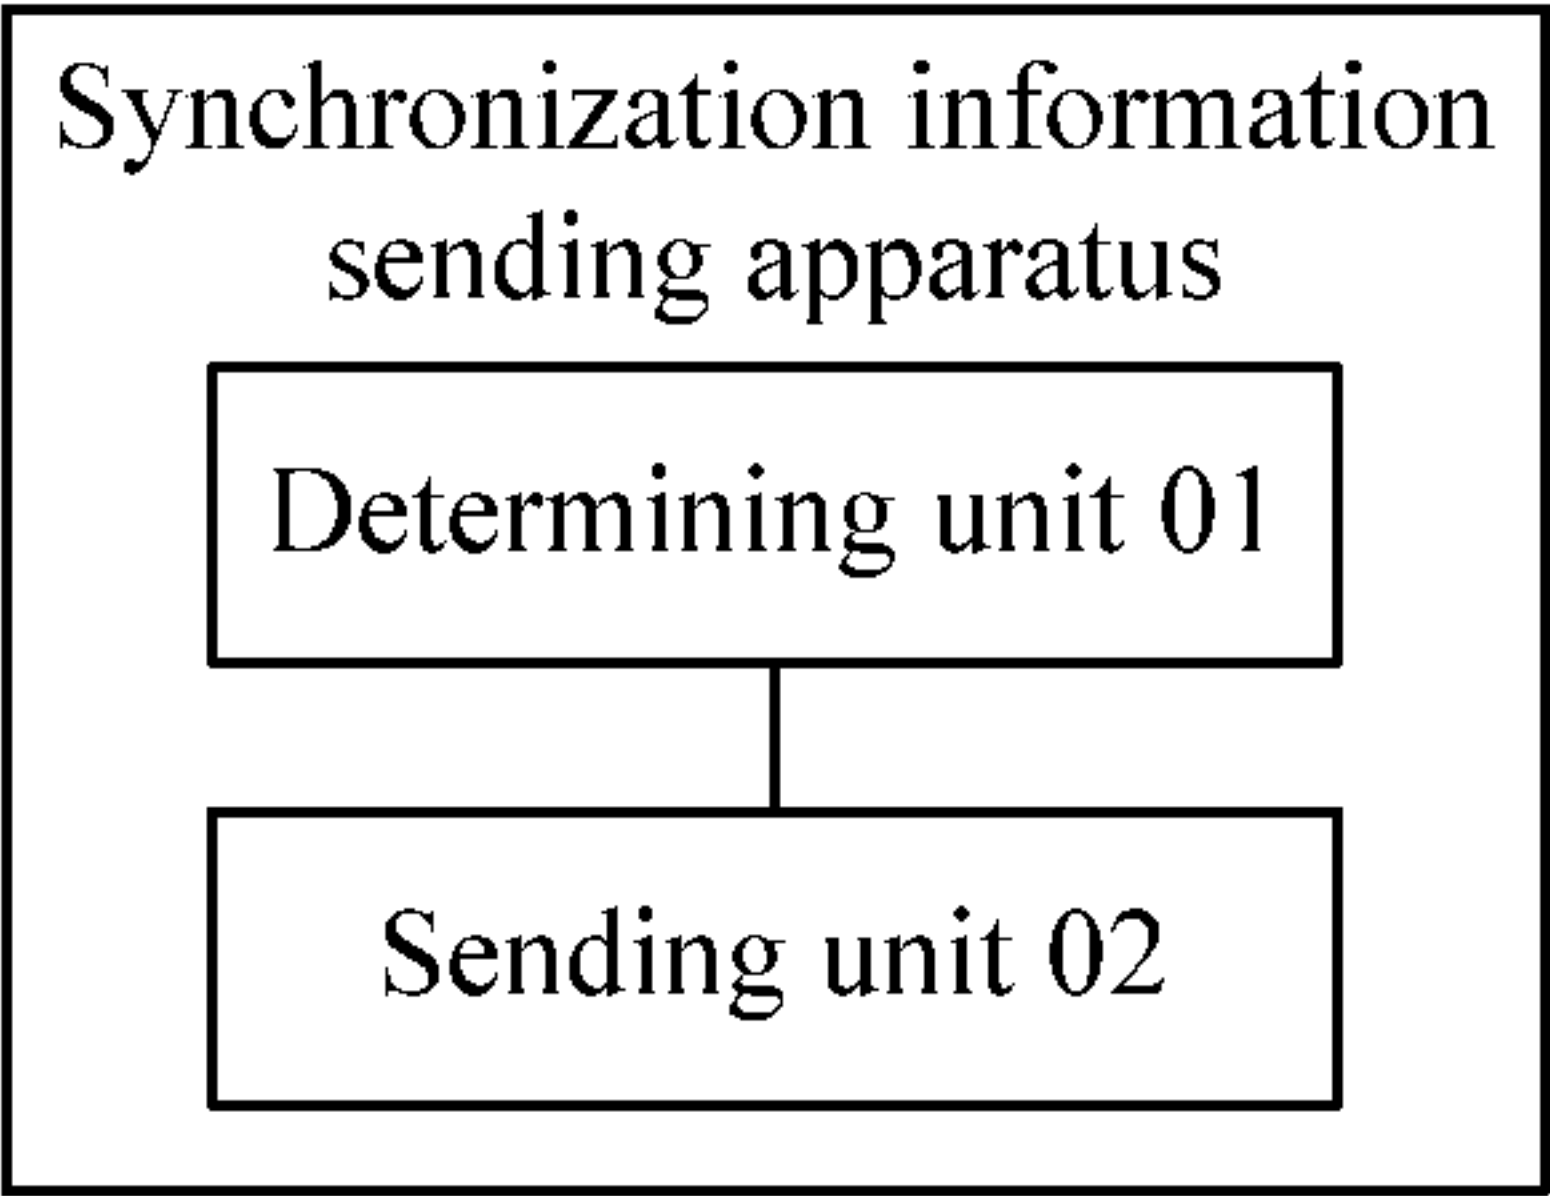 Synchronization information
sending apparatus
Determining unit 01
Sending unit 02